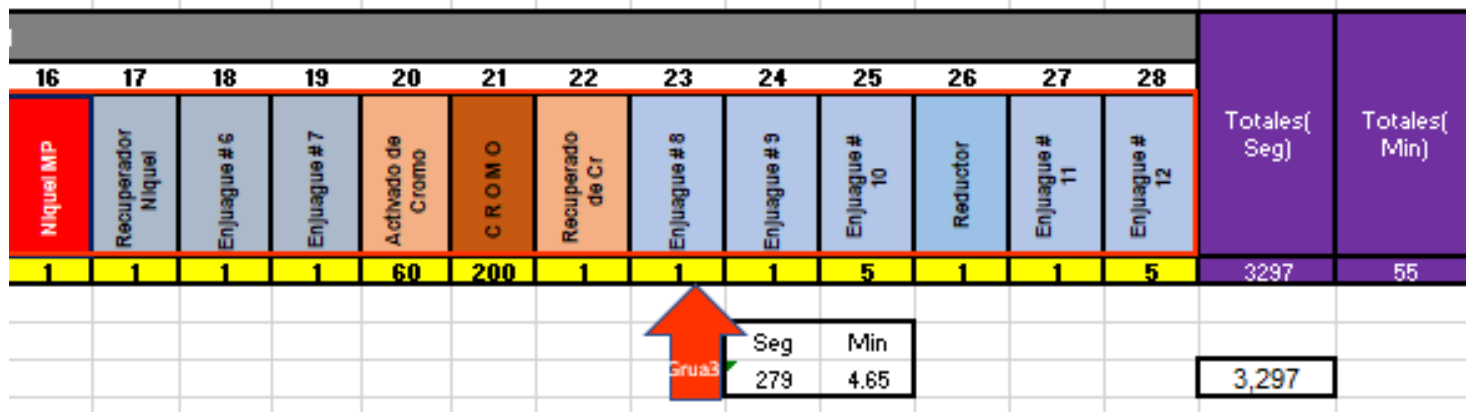 16 17 18 19 20 21 22 23 24 25 26 27 28
Niquel MP
Recuperador
Niquel
Enjuague # 6
Enjuague # 7
Activado de
Cromo
C R O M O
Recuperado
de Cr
Enjuague # 8
Enjuague # 9
Enjuague #
10
Reductor
Enjuague #
11
Enjuague #
12
Totales(
Seg)
Totales(
Min)
1 1 1 1 60 200 1 1 1 5 1 1 5 3297 55
Grua3
Seg Min
279 4.65
3,297